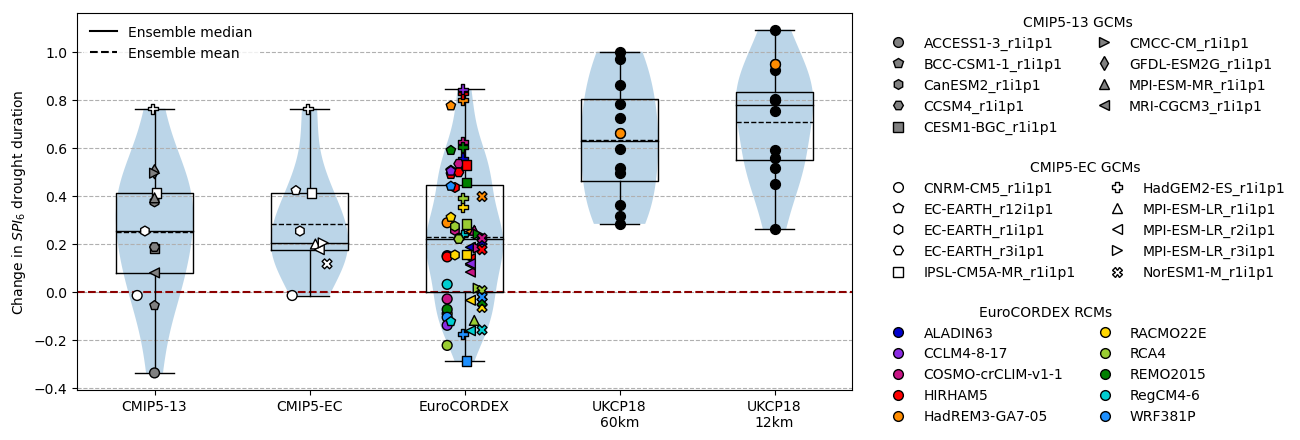 Change in SPI6 drought duration
1.0
0.8
0.6
0.4
0.2
0.0
−0.2
−0.4
Ensemble median
Ensemble mean
CMIP5-13
CMIP5-EC
EuroCORDEX
UKCP18
60km
UKCP18
12km
CMIP5-13 GCMs
ACCESS1-3_r1i1p1
BCC-CSM1-1_r1i1p1
CanESM2_r1i1p1
CCSM4_r1i1p1
CESM1-BGC_r1i1p1
CMCC-CM_r1i1p1
GFDL-ESM2G_r1i1p1
MPI-ESM-MR_r1i1p1
MRI-CGCM3_r1i1p1
CMIP5-EC GCMs
CNRM-CM5_r1i1p1
EC-EARTH_r12i1p1
EC-EARTH_r1i1p1
EC-EARTH_r3i1p1
IPSL-CM5A-MR_r1i1p1
HadGEM2-ES_r1i1p1
MPI-ESM-LR_r1i1p1
MPI-ESM-LR_r2i1p1
MPI-ESM-LR_r3i1p1
NorESM1-M_r1i1p1
EuroCORDEX RCMs
ALADIN63
CCLM4-8-17
COSMO-crCLIM-v1-1
HIRHAM5
HadREM3-GA7-05
RACMO22E
RCA4
REMO2015
RegCM4-6
WRF381P